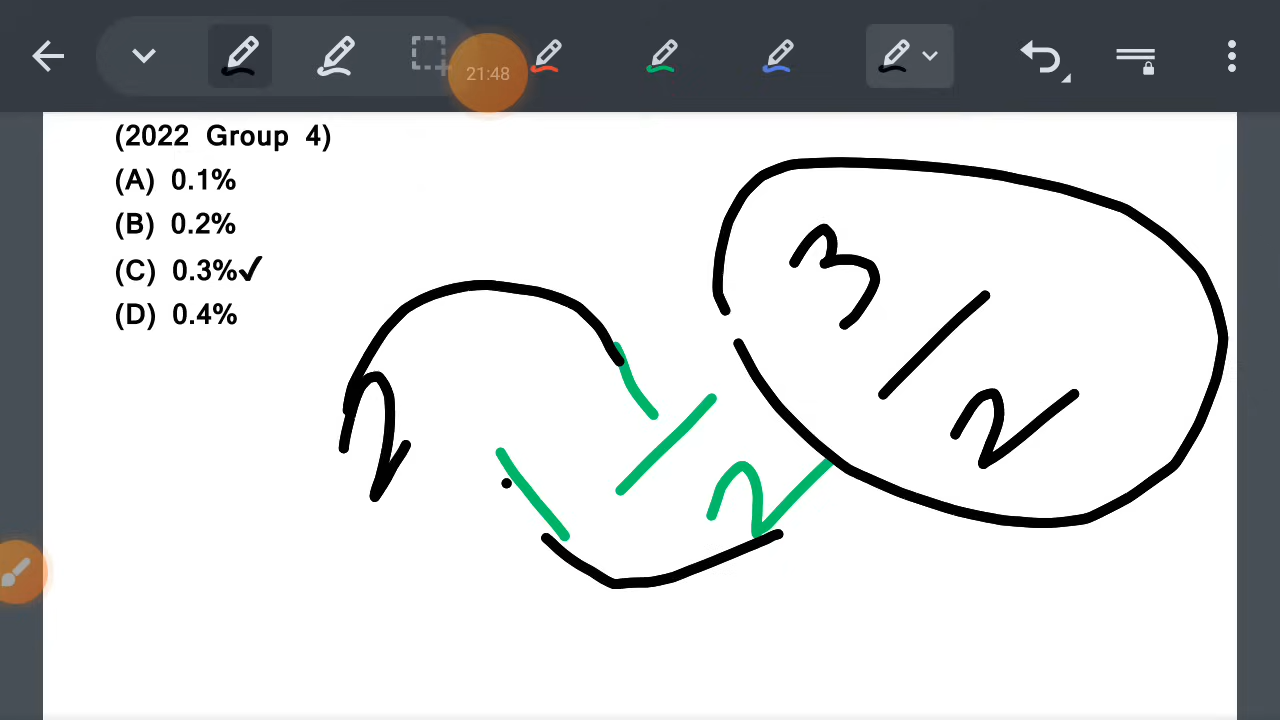 21:48
(2022 Group 4)
(A) 0.1%
(B) 0.2%
(C) 0.3%✓
(D) 0.4%
3/2
2 1/2